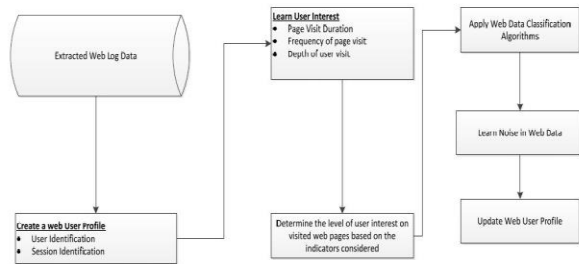 Extracted Web Log Data
Create a web User Profile
● User Identification
● Session Identification
Learn User Interest
● Page Visit Duration
● Frequency of page visit
● Depth of user visit
Determine the level of user interest on
visited web pages based on the
indicators considered
Apply Web Data Classification
Algorithms
Learn Noise in Web Data
Update Web User Profile